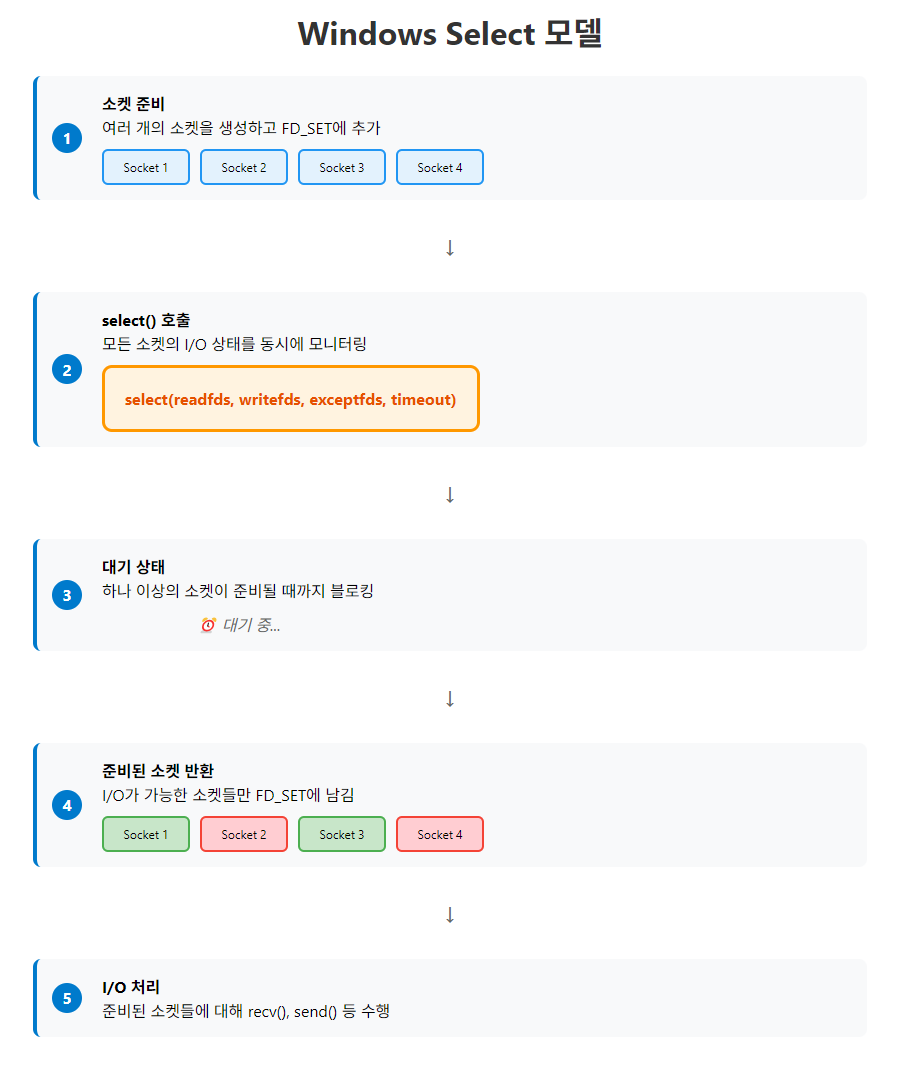 Windows Select 모델
1
소켓 준비
여러 개의 소켓을 생성하고 FD_SET에 추가
Socket 1
Socket 2
Socket 3
Socket 4
↓
2
select() 호출
모든 소켓의 I/O 상태를 동시에 모니터링
select(readfds, writefds, exceptfds, timeout)
↓
3
대기 상태
하나 이상의 소켓이 준비될 때까지 블로킹
⏰ 대기 중...
↓
4
준비된 소켓 반환
I/O가 가능한 소켓들만 FD_SET에 남김
Socket 1
Socket 2
Socket 3
Socket 4
↓
5
I/O 처리
준비된 소켓들에 대해 recv(), send() 등 수행